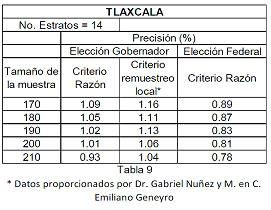 TLAXCALA
No. Estratos = 14
Precisión (%)
Elección Gobernador Elección Federal
Tamaño de la muestra Criterio Razón Criterio remuestreo local* Criterio Razón
170 1.09 1.16 0.89
180 1.05 1.11 0.87
190 1.02 1.13 0.83
200 1.01 1.06 0.81
210 0.93 1.04 0.78
Tabla 9
* Datos proporcionados por Dr. Gabriel Nuñez y M. en C.
Emiliano Geneyro